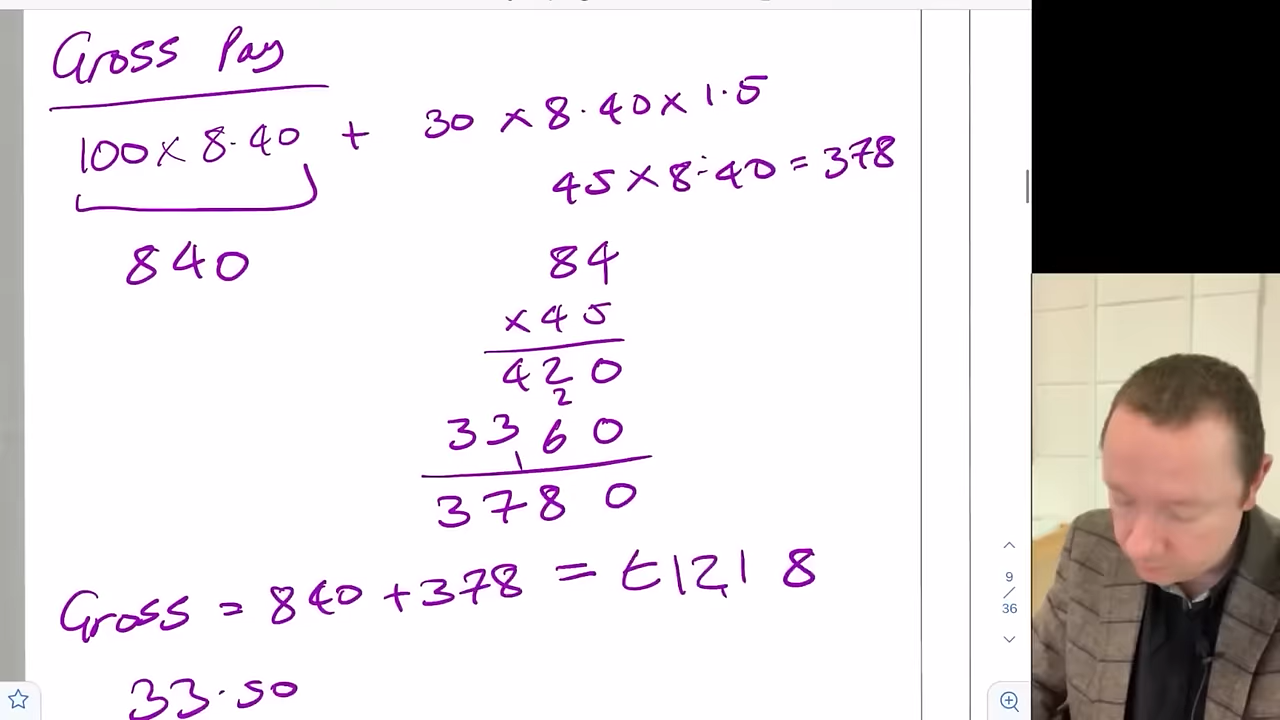 Gross Pay
100 x 8.40 + 30 x 8.40 x 1.5
45 x 8.40 = 378
840
84
x 45
420
2
3360
1
3780
Gross = 840 + 378 = £1218
33.50
9
/
36